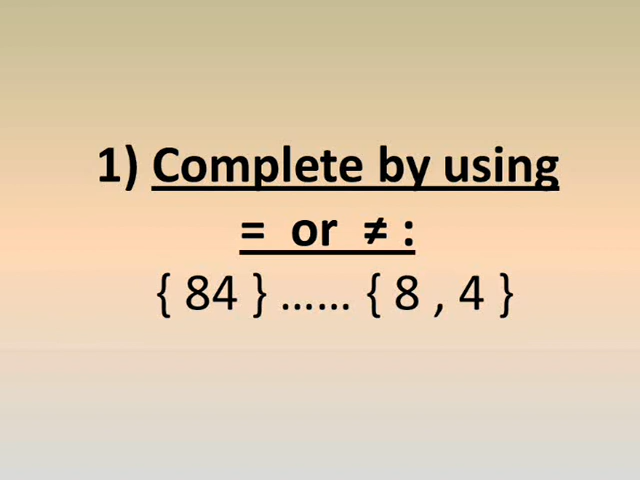 1) Complete by using
= or ≠ :
{ 84 } …… { 8 , 4 }